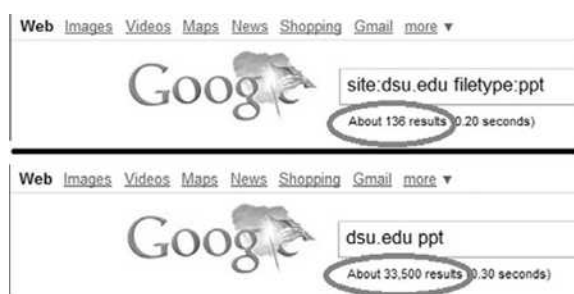 Web Images Videos Maps News Shopping Gmail more ▼
Google
site:dsu.edu filetype:ppt
About 136 results (0.20 seconds)
Web Images Videos Maps News Shopping Gmail more ▼
Google
dsu.edu ppt
About 33,500 results (0.30 seconds)